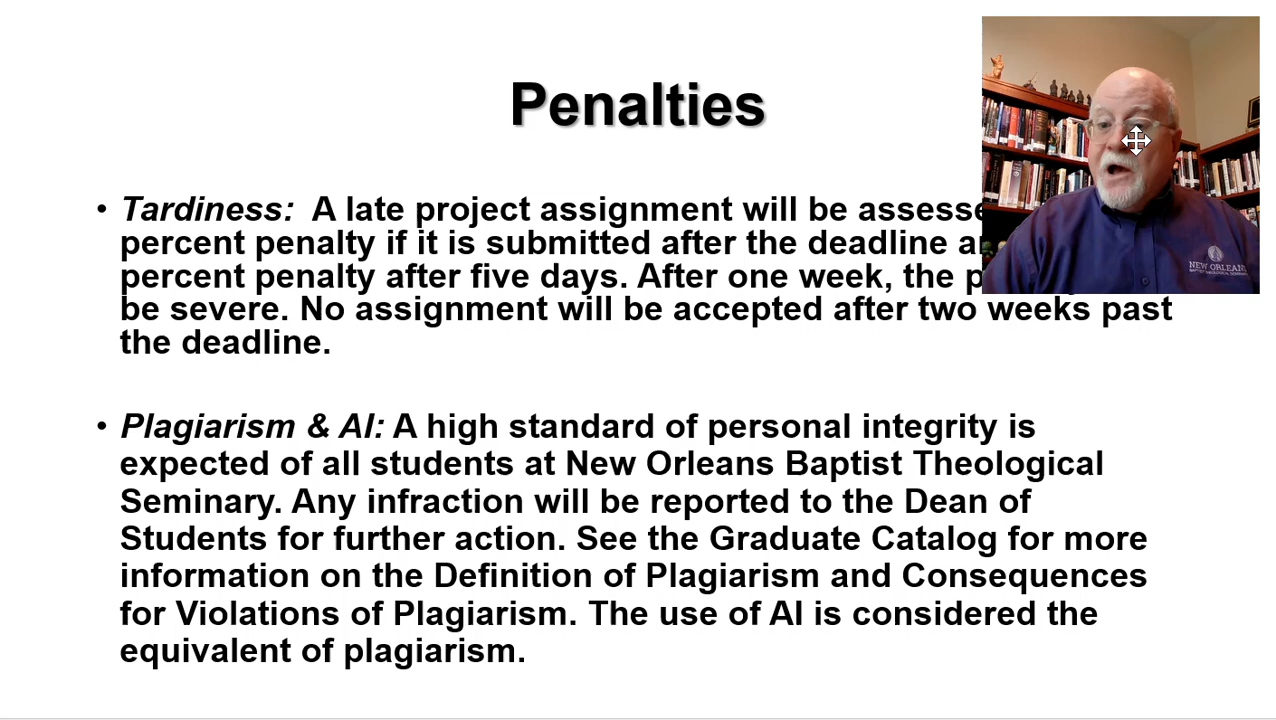 Penalties
• Tardiness: A late project assignment will be
percent penalty if it is submitted after the deadline
percent penalty after five days. After one week, the
be severe. No assignment will be accepted after two weeks past
the deadline.
• Plagiarism & AI: A high standard of personal integrity is
expected of all students at New Orleans Baptist Theological
Seminary. Any infraction will be reported to the Dean of
Students for further action. See the Graduate Catalog for more
information on the Definition of Plagiarism and Consequences
for Violations of Plagiarism. The use of AI is considered the
equivalent of plagiarism.
NEW ORLEANS